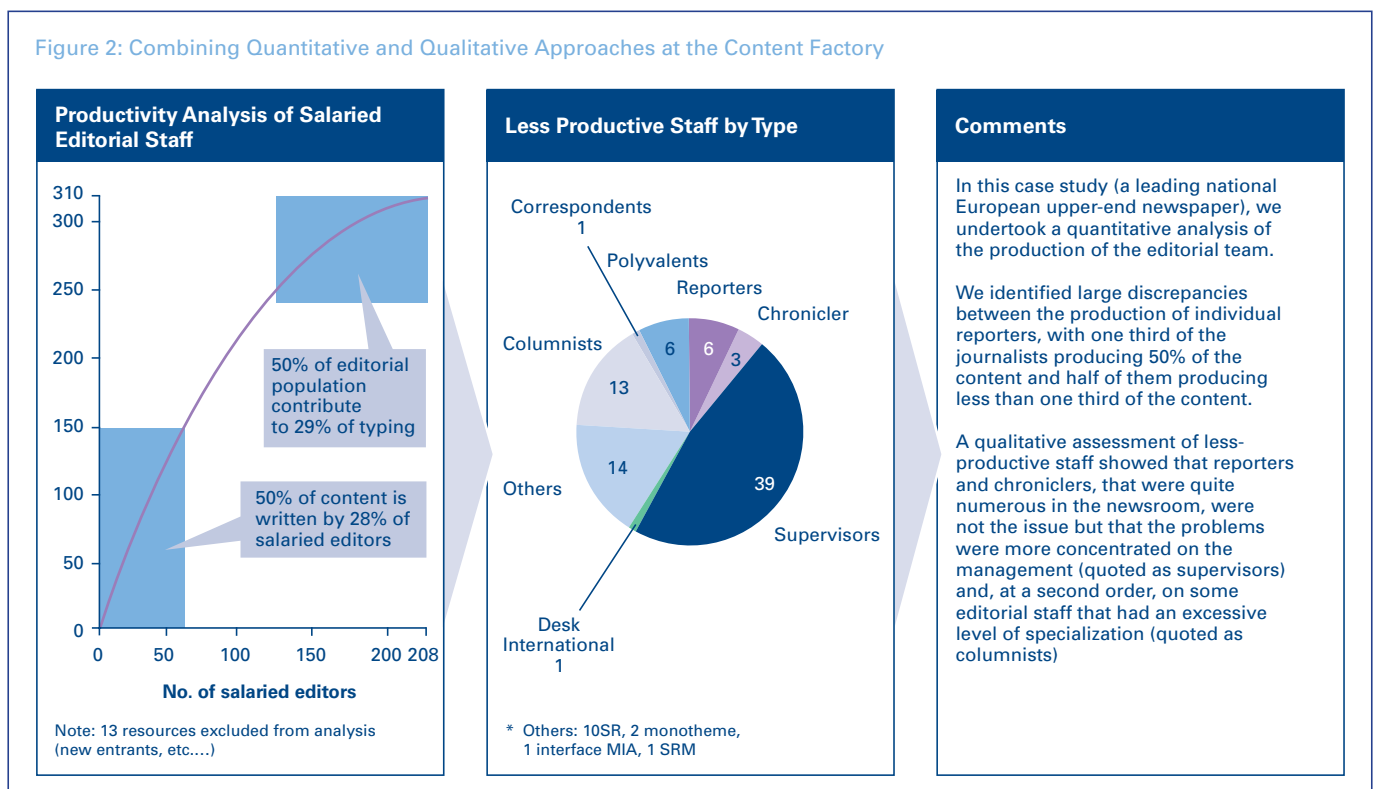 Figure 2: Combining Quantitative and Qualitative Approaches at the Content Factory
Productivity Analysis of Salaried
Editorial Staff
310
300
250
200
150
100
50
0
50% of editorial
population
contribute
to 29% of typing
50% of content is
written by 28% of
salaried editors
0 50 100 150 200 208
No. of salaried editors
Note: 13 resources excluded from analysis
(new entrants, etc.…)
Less Productive Staff by Type
Correspondents
1
Polyvalents
Reporters
Chronicler
Columnists
6
6
3
13
14
39
Others
Supervisors
Desk
International
1
* Others: 10SR, 2 monotheme,
1 interface MIA, 1 SRM
Comments
In this case study (a leading national
European upper-end newspaper), we
undertook a quantitative analysis of
the production of the editorial team.
We identified large discrepancies
between the production of individual
reporters, with one third of the
journalists producing 50% of the
content and half of them producing
less than one third of the content.
A qualitative assessment of less-
productive staff showed that reporters
and chroniclers, that were quite
numerous in the newsroom, were
not the issue but that the problems
were more concentrated on the
management (quoted as supervisors)
and, at a second order, on some
editorial staff that had an excessive
level of specialization (quoted as
columnists)